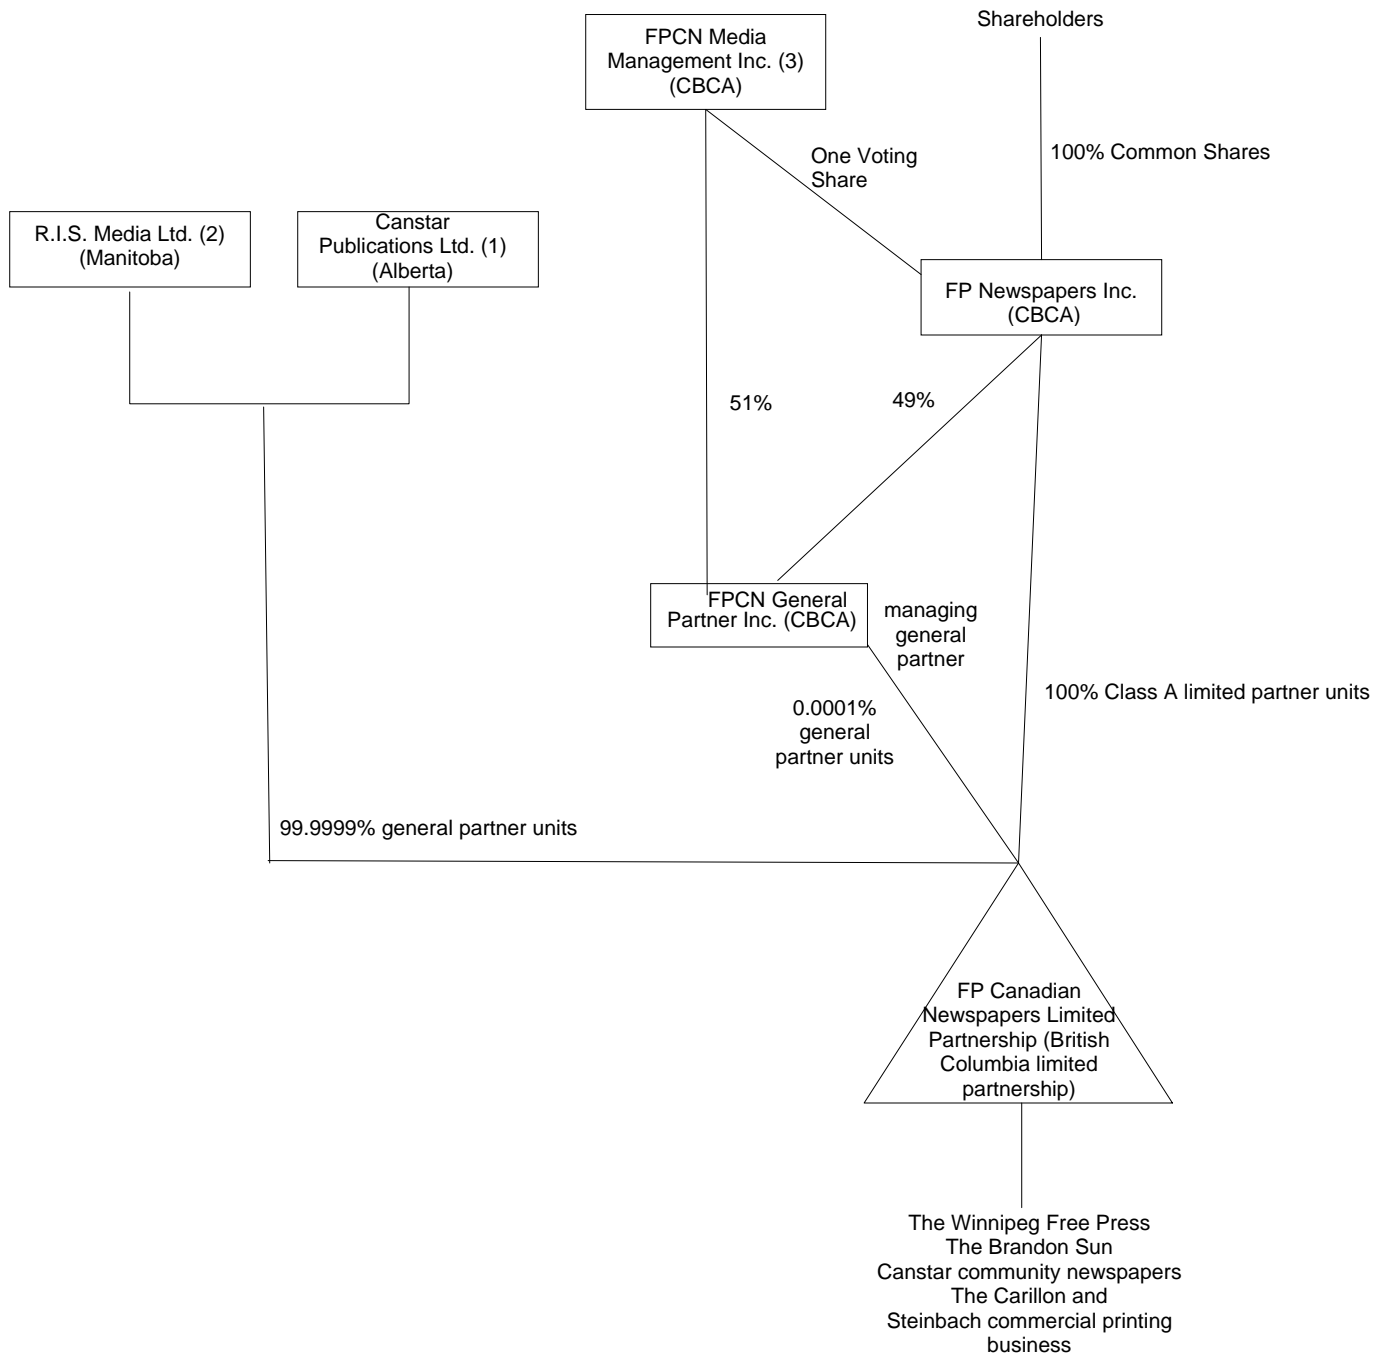 Shareholders
FPCN Media
Management Inc. (3)
(CBCA)
One Voting
Share
100% Common Shares
R.I.S. Media Ltd. (2)
(Manitoba)
Canstar
Publications Ltd. (1)
(Alberta)
FP Newspapers Inc.
(CBCA)
51%
49%
FPCN General
Partner Inc. (CBCA)
managing
general
partner
100% Class A limited partner units
0.0001%
general
partner units
99.9999% general partner units
FP Canadian
Newspapers Limited
Partnership (British
Columbia limited
partnership)
The Winnipeg Free Press
The Brandon Sun
Canstar community newspapers
The Carillon and
Steinbach commercial printing
business